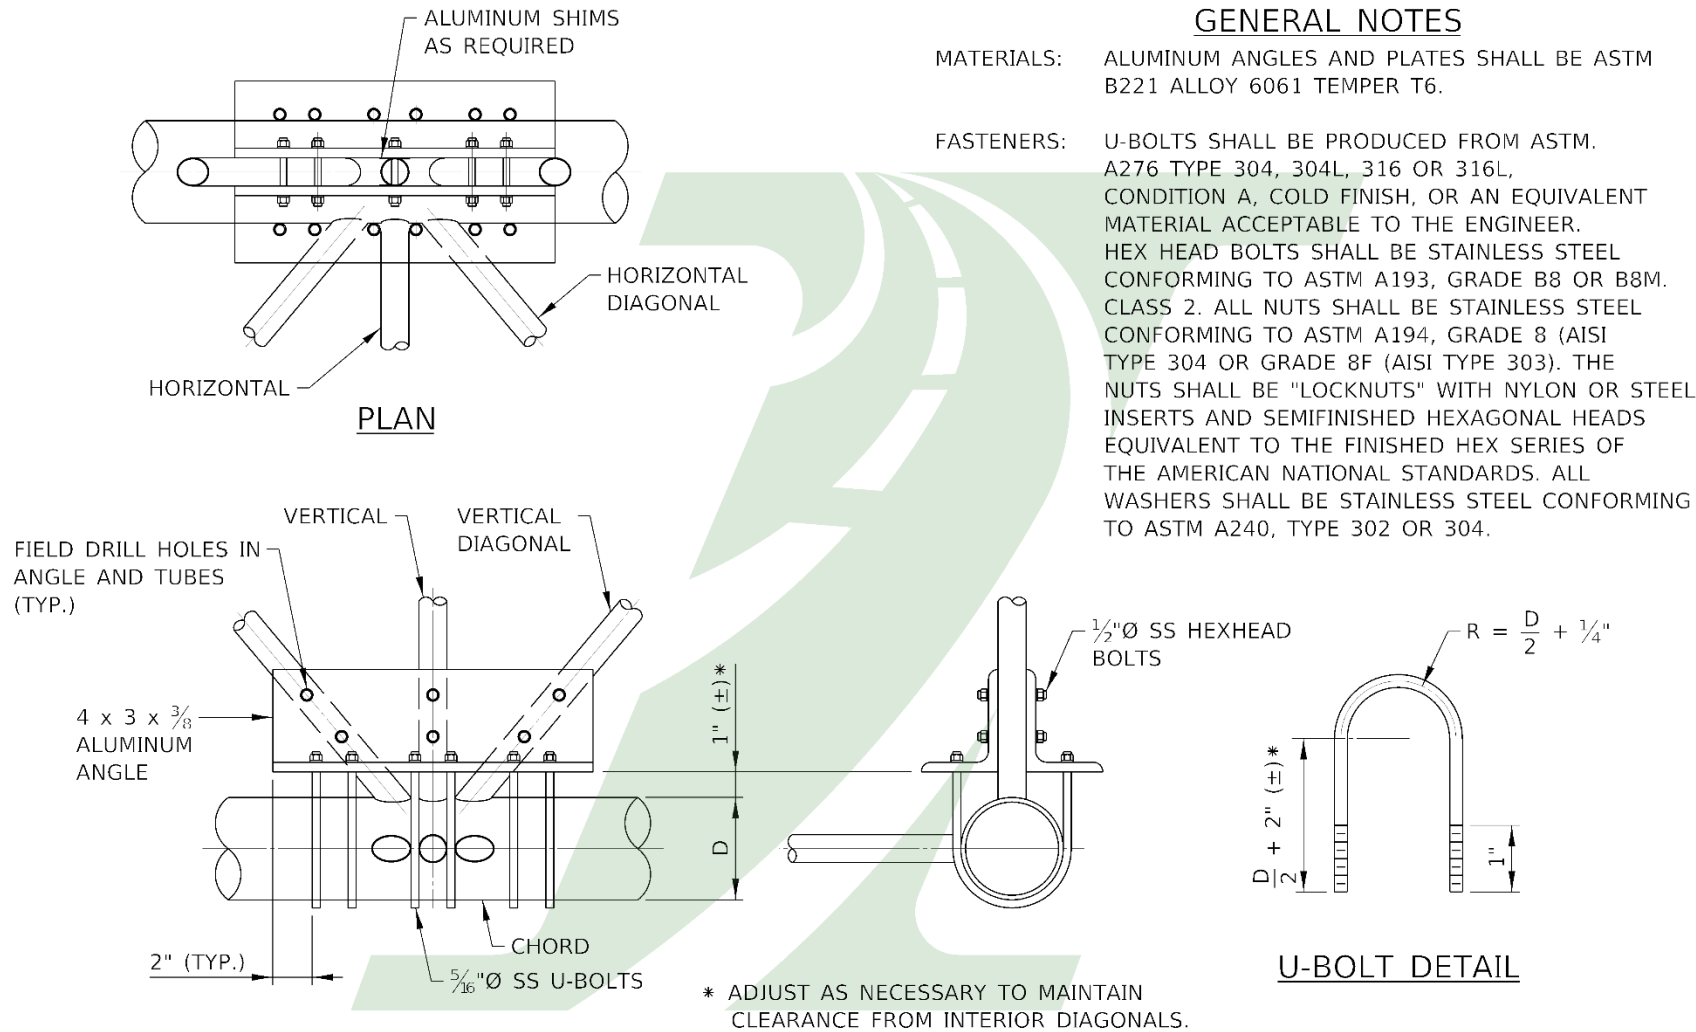 ALUMINUM SHIMS
AS REQUIRED
HORIZONTAL
DIAGONAL
HORIZONTAL
PLAN
GENERAL NOTES
MATERIALS: ALUMINUM ANGLES AND PLATES SHALL BE ASTM
B221 ALLOY 6061 TEMPER T6.
FASTENERS: U-BOLTS SHALL BE PRODUCED FROM ASTM.
A276 TYPE 304, 304L, 316 OR 316L,
CONDITION A, COLD FINISH, OR AN EQUIVALENT
MATERIAL ACCEPTABLE TO THE ENGINEER.
HEX HEAD BOLTS SHALL BE STAINLESS STEEL
CONFORMING TO ASTM A193, GRADE B8 OR B8M.
CLASS 2. ALL NUTS SHALL BE STAINLESS STEEL
CONFORMING TO ASTM A194, GRADE 8 (AISI
TYPE 304 OR GRADE 8F (AISI TYPE 303). THE
NUTS SHALL BE "LOCKNUTS" WITH NYLON OR STEEL
INSERTS AND SEMIFINISHED HEXAGONAL HEADS
EQUIVALENT TO THE FINISHED HEX SERIES OF
THE AMERICAN NATIONAL STANDARDS. ALL
WASHERS SHALL BE STAINLESS STEEL CONFORMING
TO ASTM A240, TYPE 302 OR 304.
VERTICAL
VERTICAL
DIAGONAL
FIELD DRILL HOLES IN
ANGLE AND TUBES
(TYP.)
4 x 3 x 3/8
ALUMINUM
ANGLE
1" (±)*
D
2" (TYP.)
CHORD
5/16"Ø SS U-BOLTS
1/2"Ø SS HEXHEAD
BOLTS
R = D/2 + 1/4"
D/2 + 2" (±)*
1"
U-BOLT DETAIL
* ADJUST AS NECESSARY TO MAINTAIN
CLEARANCE FROM INTERIOR DIAGONALS.